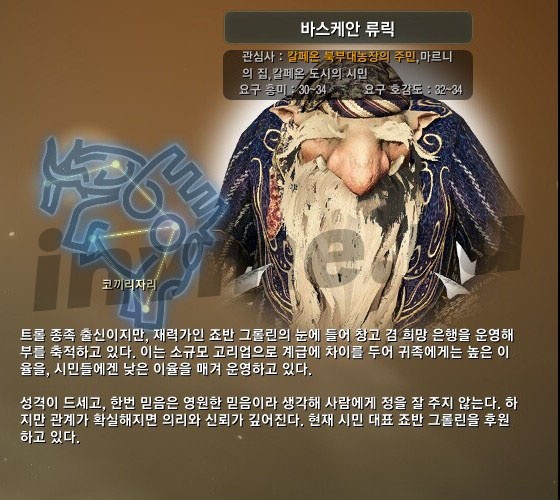 바스케안 류릭
관심사 : 칼페온 북부대농장의 주민,마르니
의 집,칼페온 도시의 시민
요구 흥미 : 30~34 요구 호감도 : 32~34
코끼리자리
트롤 종족 출신이지만, 재력가인 죠반 그롤린의 눈에 들어 창고 겸 희망 은행을 운영해
부를 축적하고 있다. 이는 소규모 고리업으로 계급에 차이를 두어 귀족에게는 높은 이
율을, 시민들에겐 낮은 이율을 매겨 운영하고 있다.
성격이 드세고, 한번 믿음은 영원한 믿음이라 생각해 사람에게 정을 잘 주지 않는다. 하
지만 관계가 확실해지면 의리와 신뢰가 깊어진다. 현재 시민 대표 죠반 그롤린을 후원
하고 있다.